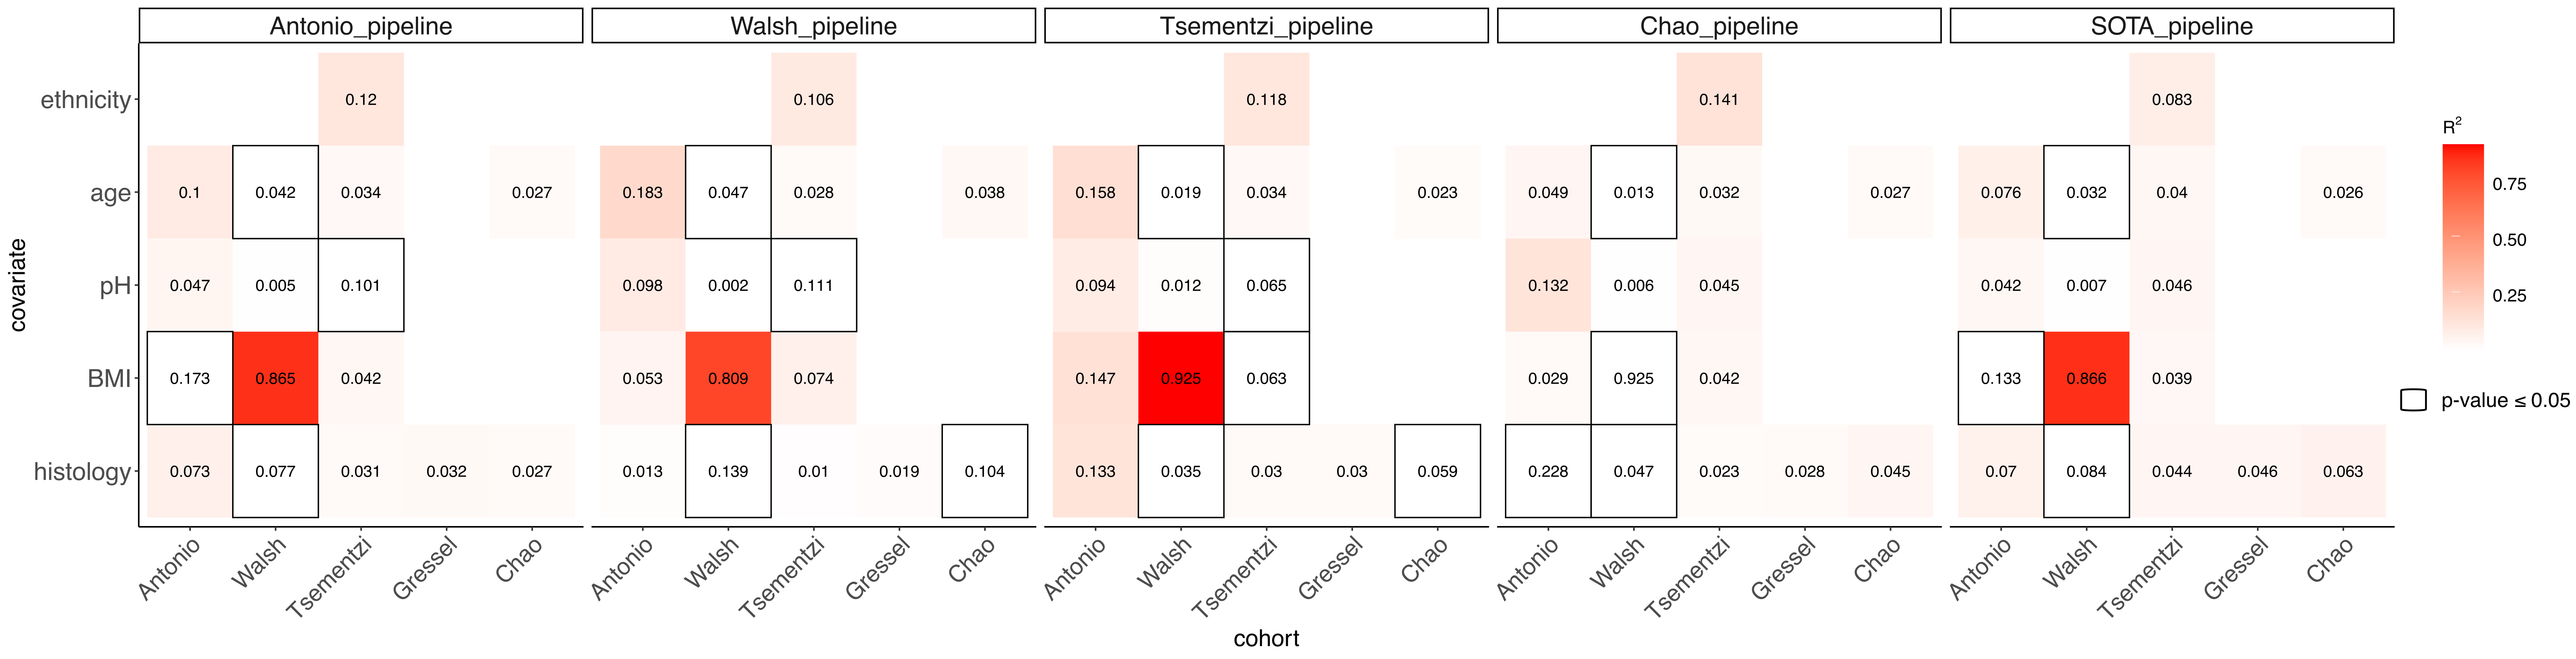 Antonio_pipeline Walsh_pipeline Tsementzi_pipeline Chao_pipeline SOTA_pipeline
ethnicity 0.12 0.106 0.118 0.141 0.083
age 0.1 0.042 0.034 0.027 0.183 0.047 0.028 0.038 0.158 0.019 0.034 0.023 0.049 0.013 0.032 0.027 0.076 0.032 0.04 0.026
pH 0.047 0.005 0.101 0.098 0.002 0.111 0.094 0.012 0.065 0.132 0.006 0.045 0.042 0.007 0.046
BMI 0.173 0.865 0.042 0.053 0.809 0.074 0.147 0.925 0.063 0.029 0.925 0.042 0.133 0.866 0.039
histology 0.073 0.077 0.031 0.032 0.027 0.013 0.139 0.01 0.019 0.104 0.133 0.035 0.03 0.03 0.059 0.228 0.047 0.023 0.028 0.045 0.07 0.084 0.044 0.046 0.063
Antonio Walsh Tsementzi Gressel Chao Antonio Walsh Tsementzi Gressel Chao Antonio Walsh Tsementzi Gressel Chao Antonio Walsh Tsementzi Gressel Chao Antonio Walsh Tsementzi Gressel Chao
cohort
covariate
R²
0.75
0.50
0.25
p-value ≤ 0.05